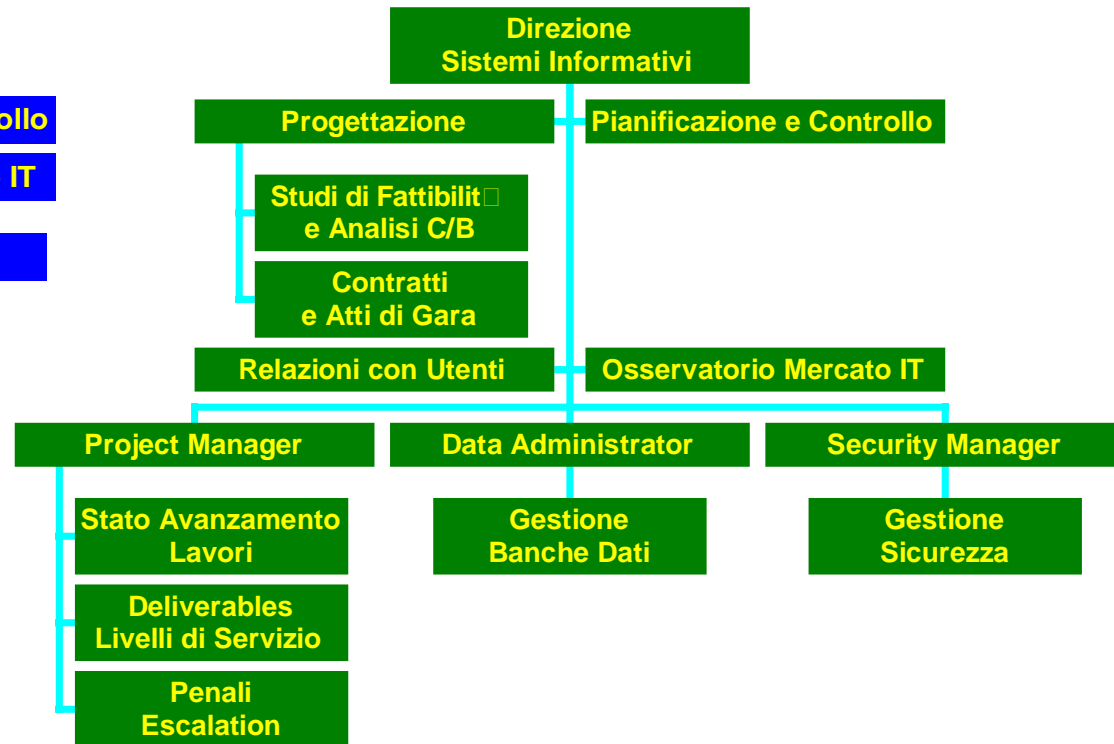 Direzione
Sistemi Informativi
ollo
Progettazione
Pianificazione e Controllo
IT
Studi di Fattibilit□
e Analisi C/B
Contratti
e Atti di Gara
Relazioni con Utenti
Osservatorio Mercato IT
Project Manager
Data Administrator
Security Manager
Stato Avanzamento
Lavori
Gestione
Banche Dati
Gestione
Sicurezza
Deliverables
Livelli di Servizio
Penali
Escalation